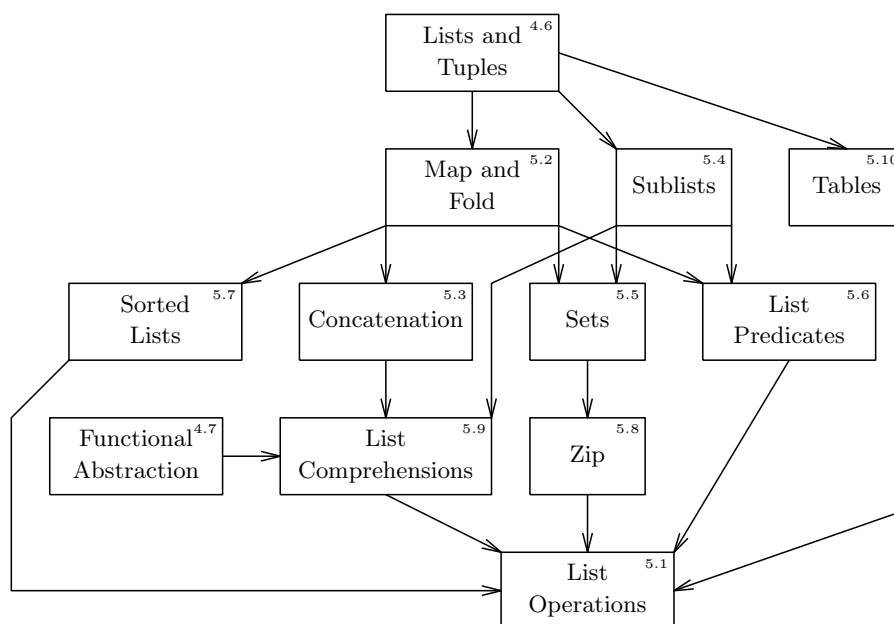 4.6
Lists and
Tuples
5.2
Map and
Fold
5.4
Sublists
5.10
Tables
5.7
Sorted
Lists
5.3
Concatenation
5.5
Sets
5.6
List
Predicates
4.7
Functional
Abstraction
5.9
List
Comprehensions
5.8
Zip
5.1
List
Operations